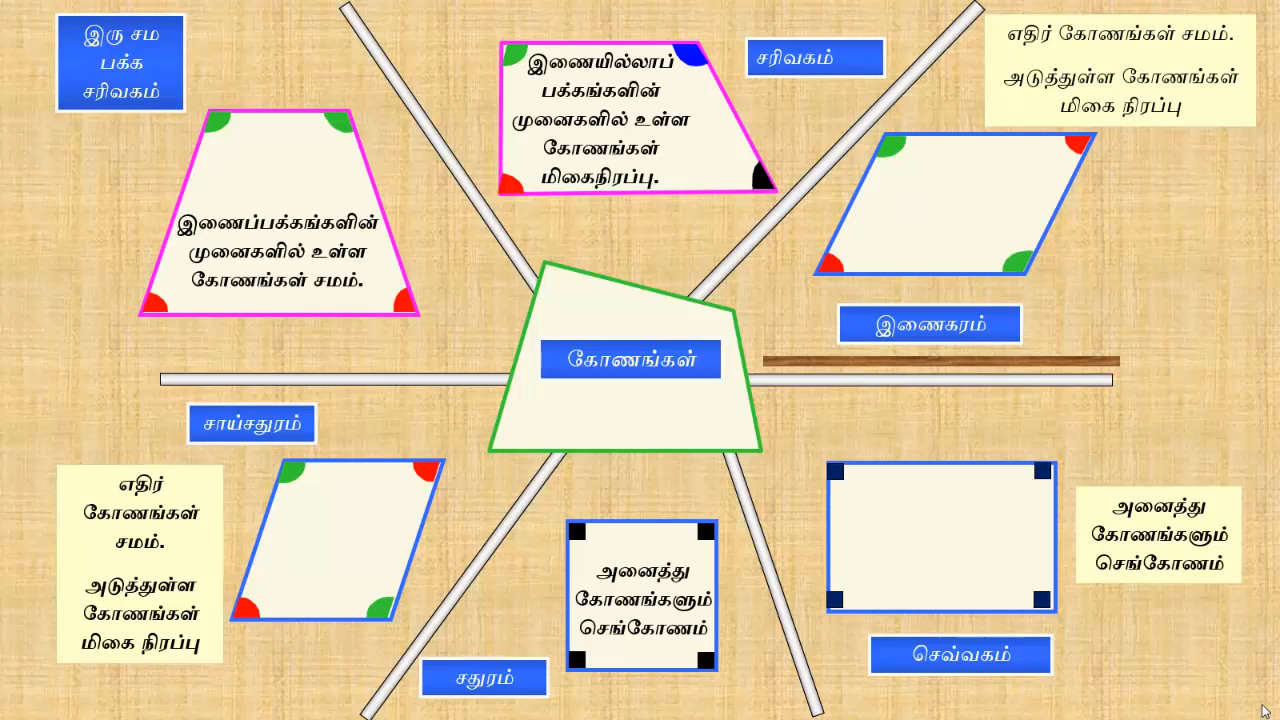 இரு சம
பக்க
சரிவகம்
இணைப்பக்கங்களின்
முனைகளில் உள்ள
கோணங்கள் சமம்.
இணையில்லாப்
பக்கங்களின்
முனைகளில் உள்ள
கோணங்கள்
மிகைநிரப்பு.
சரிவகம்
எதிர் கோணங்கள் சமம்.
அடுத்துள்ள கோணங்கள்
மிகை நிரப்பு
இணைகரம்
கோணங்கள்
சாய்சதுரம்
எதிர்
கோணங்கள்
சமம்.
அடுத்துள்ள
கோணங்கள்
மிகை நிரப்பு
அனைத்து
கோணங்களும்
செங்கோணம்
சதுரம்
அனைத்து
கோணங்களும்
செங்கோணம்
செவ்வகம்